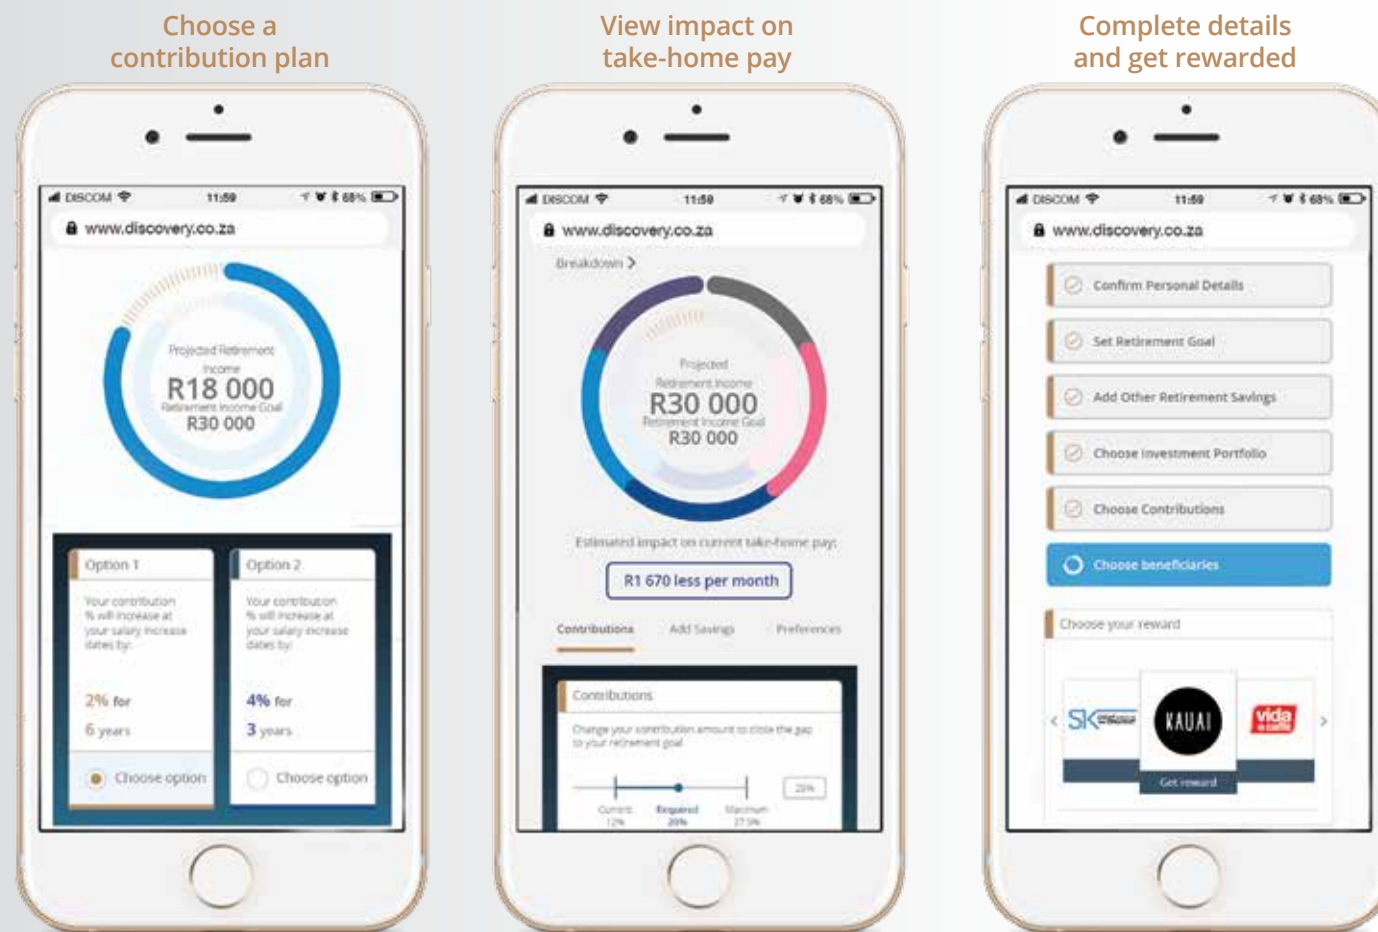 Choose a
contribution plan
DISCOM 11:59 68%
www.discovery.co.za
Projected Retirement
Income
R18 000
Retirement Income Goal
R30 000
Option 1
Your contribution
% will increase at
your salary increase
dates by:
2% for
6 years
Choose option
Option 2
Your contribution
% will increase at
your salary increase
dates by:
4% for
3 years
Choose option
View impact on
take-home pay
DISCOM 11:59 68%
www.discovery.co.za
Breakdown >
Projected
Retirement Income
R30 000
Retirement Income Goal
R30 000
Estimated impact on current take-home pay:
R1 670 less per month
Contributions Add Savings Preferences
Contributions
Change your contribution amount to close the gap
to your retirement goal
Current Required Maximum
12% 20% 27.5%
Complete details
and get rewarded
DISCOM 11:59 68%
www.discovery.co.za
Confirm Personal Details
Set Retirement Goal
Add Other Retirement Savings
Choose Investment Portfolio
Choose Contributions
Choose beneficiaries
Choose your reward
SK
KAUAI
vida
Get reward